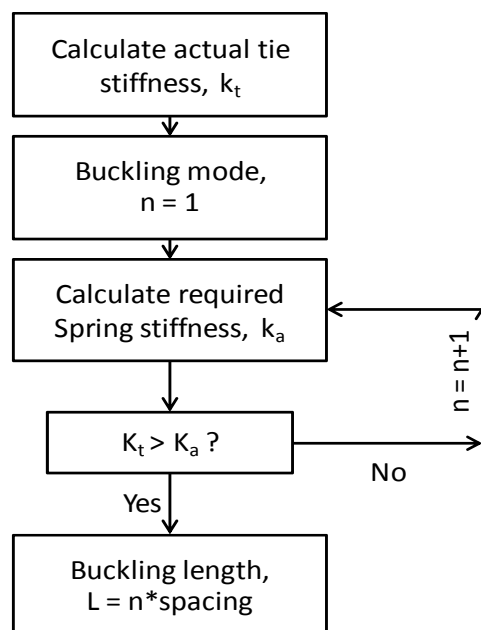 Calculate actual tie
stiffness, kₜ
Buckling mode,
n = 1
Calculate required
Spring stiffness, kₐ
n = n+1
Kₜ > Kₐ ?
No
Yes
Buckling length,
L = n*spacing